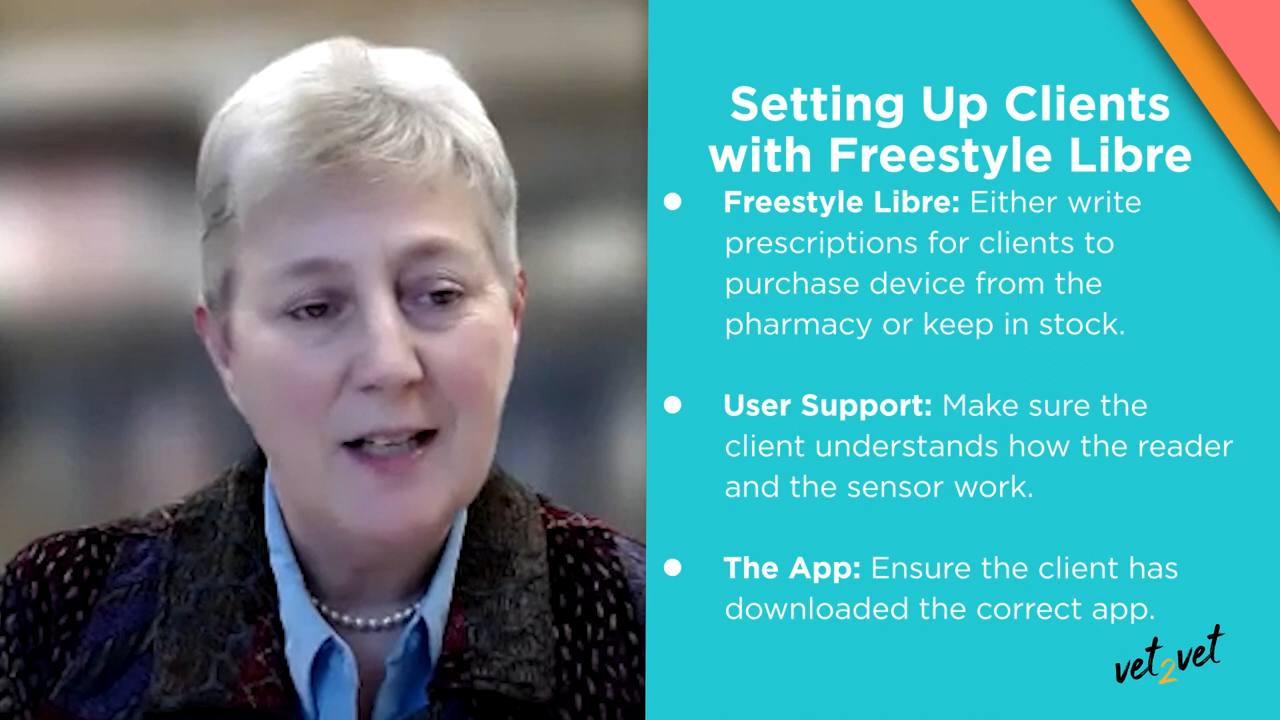 Setting Up Clients
with Freestyle Libre
● Freestyle Libre: Either write
prescriptions for clients to
purchase device from the
pharmacy or keep in stock.
● User Support: Make sure the
client understands how the reader
and the sensor work.
● The App: Ensure the client has
downloaded the correct app.
vet2vet